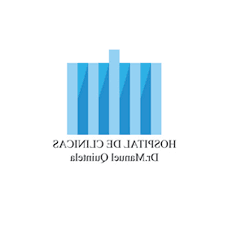 HOSPITAL DE CLINICAS
Dr.Manuel Quintela